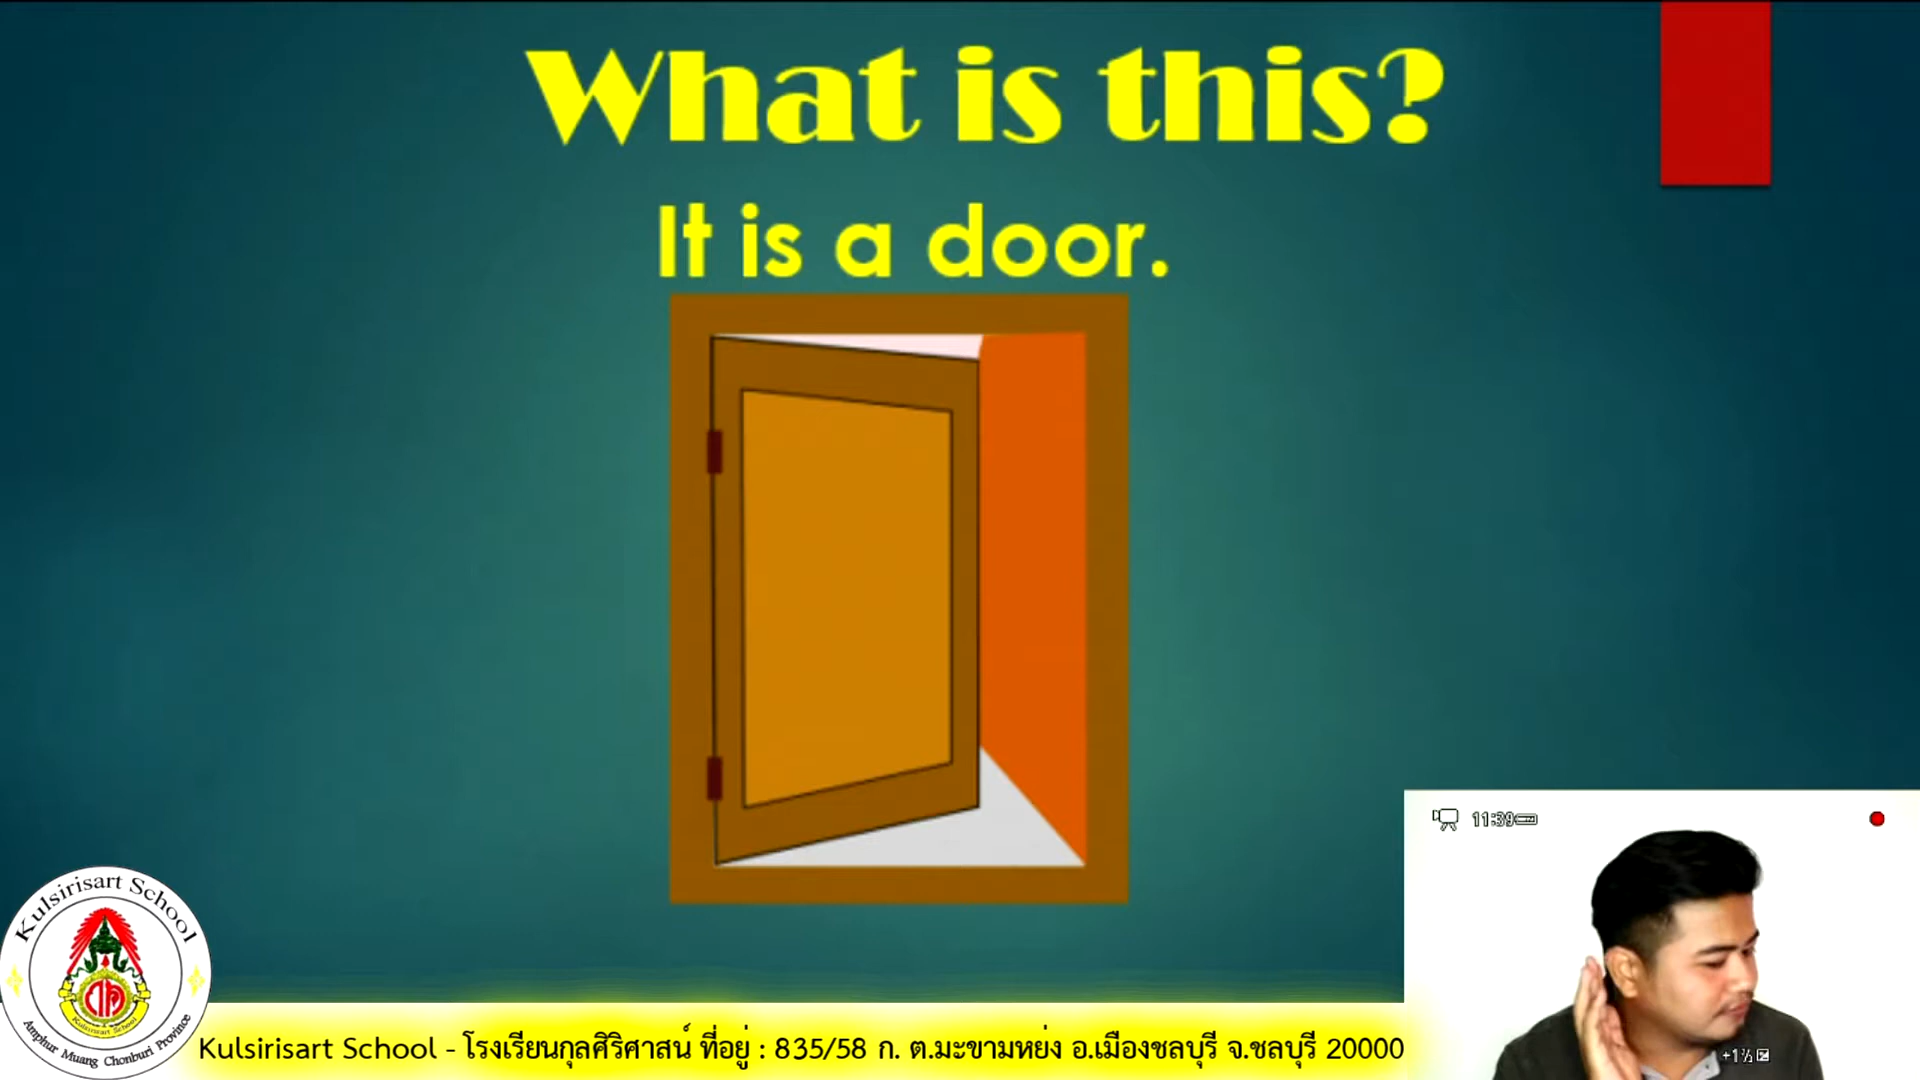 What is this?
It is a door.
11:39
Kulsirisart School
Kulsirisart School
Amphur Muang Chonburi Province
Kulsirisart School - โรงเรียนกุลศิริศาสน์ ที่อยู่ : 835/58 ก. ต.มะขามหย่ง อ.เมืองชลบุรี จ.ชลบุรี 20000